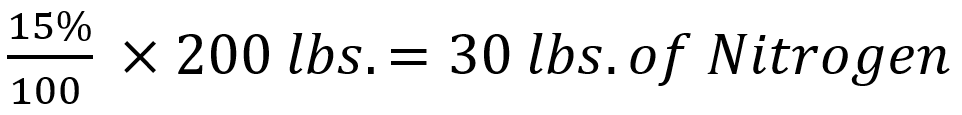 15%/100 × 200 lbs. = 30 lbs. of Nitrogen